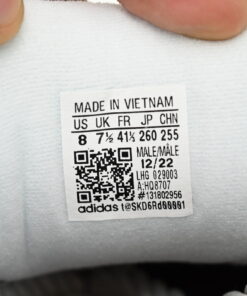 MADE IN VIETNAM
US UK FR JP CHN
8 7½ 41⅓ 260 255
MALE/MÂLE
12/22
LHG 029003
A:HQ8707
#131802956
adidas t@SKD6Rd00001